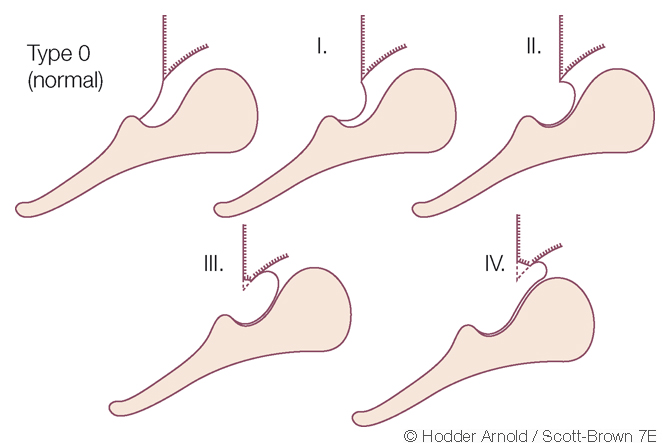 Type 0
(normal)
I.
II.
III.
IV.
© Hodder Arnold / Scott-Brown 7E